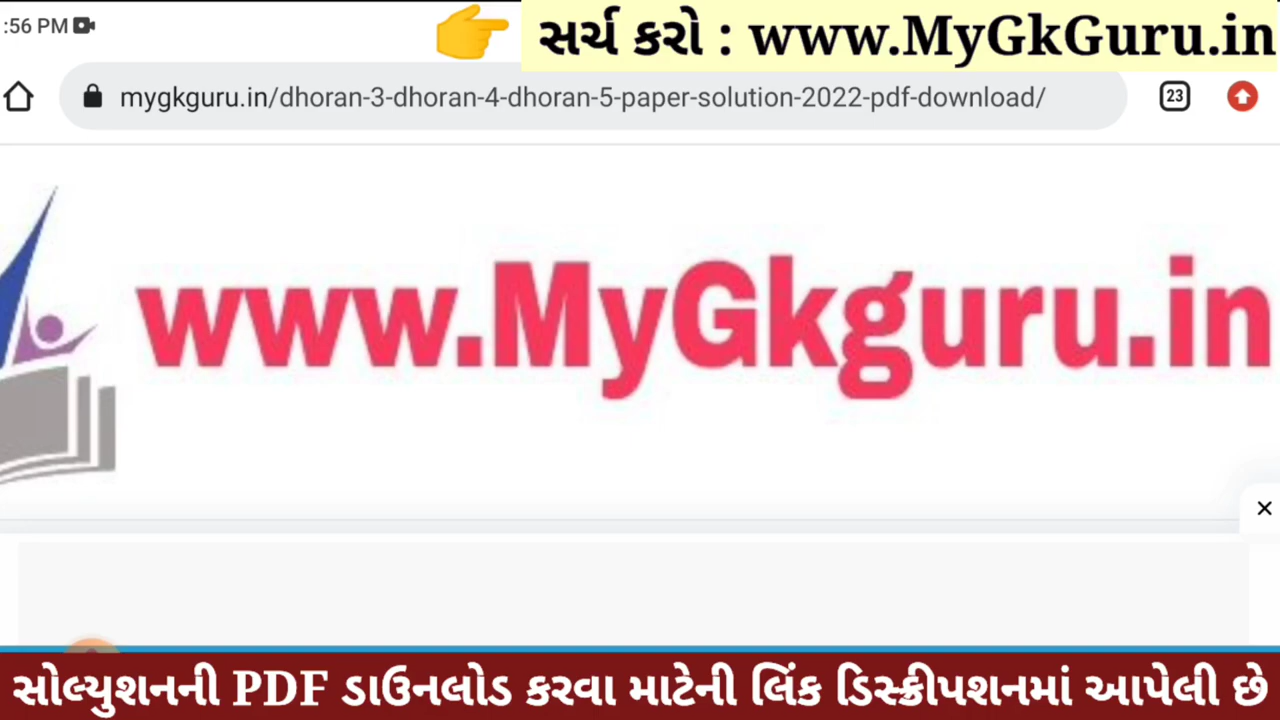 :56 PM
સર્ચ કરો : www.MyGkGuru.in
mygkguru.in/dhoran-3-dhoran-4-dhoran-5-paper-solution-2022-pdf-download/
23
www.MyGkguru.in
સોલ્યુશનની PDF ડાઉનલોડ કરવા માટેની લિંક ડિસ્ક્રીપશનમાં આપેલી છે